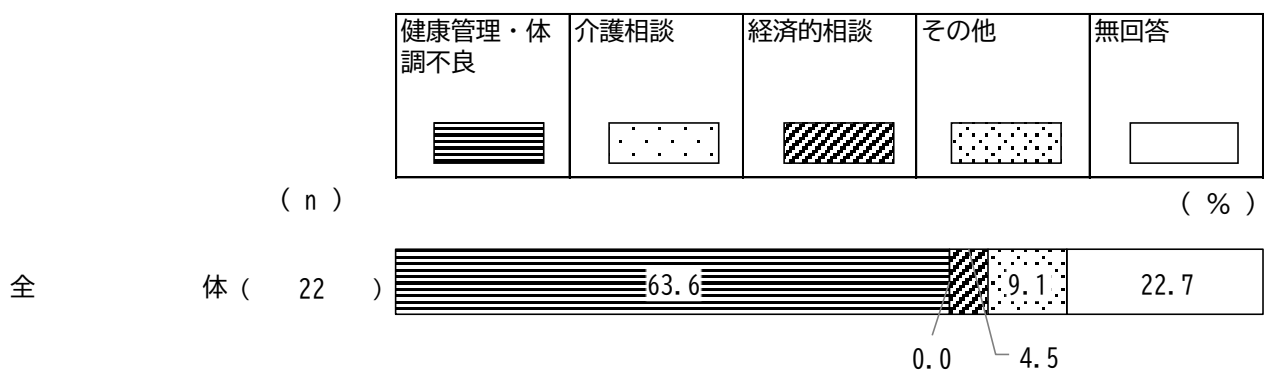 健康管理・体調不良 介護相談 経済的相談 その他 無回答
( n ) ( % )
全 体 ( 22 ) 63.6 9.1 22.7
0.0 4.5